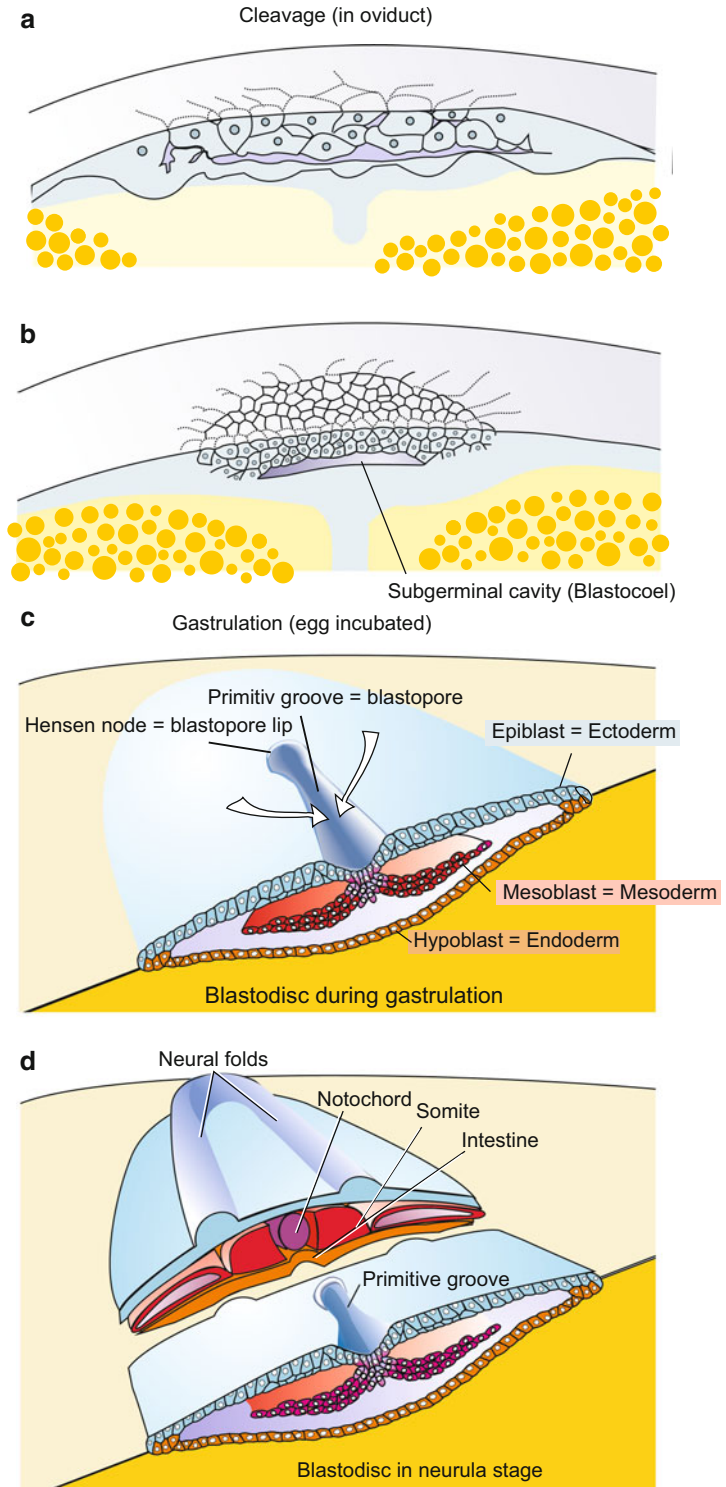 a
Cleavage (in oviduct)
b
Subgerminal cavity (Blastocoel)
c
Gastrulation (egg incubated)
Primitiv groove = blastopore
Hensen node = blastopore lip
Epiblast = Ectoderm
Mesoblast = Mesoderm
Hypoblast = Endoderm
Blastodisc during gastrulation
d
Neural folds
Notochord
Somite
Intestine
Primitive groove
Blastodisc in neurula stage